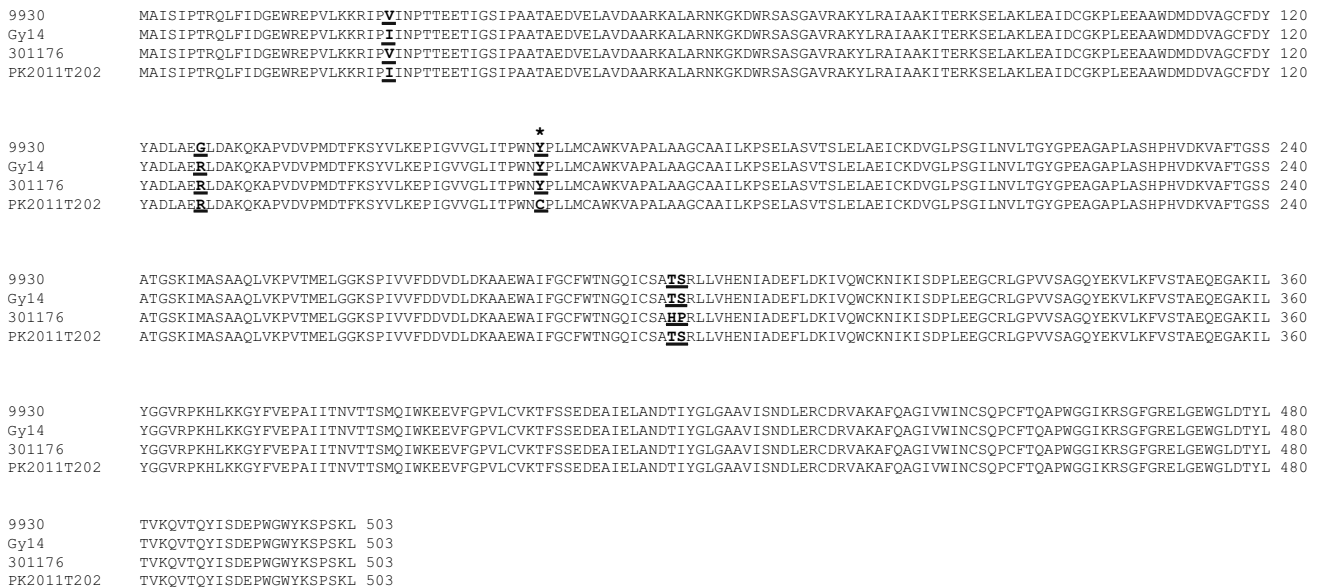 9930 MAISIPTRQLFIDGEWREPVLKKRIPVINPTTEETIGSIPAATAEDVELAVDAARKALARNKGKDWRSASGAVRAKYLRAIAAKITERKSELAKLEAIDCGKPLEEAAWDMDDVAGCFDY 120
Gy14 MAISIPTRQLFIDGEWREPVLKKRIPIINPTTEETIGSIPAATAEDVELAVDAARKALARNKGKDWRSASGAVRAKYLRAIAAKITERKSELAKLEAIDCGKPLEEAAWDMDDVAGCFDY 120
301176 MAISIPTRQLFIDGEWREPVLKKRIPVINPTTEETIGSIPAATAEDVELAVDAARKALARNKGKDWRSASGAVRAKYLRAIAAKITERKSELAKLEAIDCGKPLEEAAWDMDDVAGCFDY 120
PK2011T202 MAISIPTRQLFIDGEWREPVLKKRIPIINPTTEETIGSIPAATAEDVELAVDAARKALARNKGKDWRSASGAVRAKYLRAIAAKITERKSELAKLEAIDCGKPLEEAAWDMDDVAGCFDY 120
*
9930 YADLAEGLDAKQKAPVDVPMDTFKSYVLKEPIGVVGLITPWNYPLLMCAWKVAPALAAGCAAILKPSELASVTSLELAEICKDVGLPSGILNVLTGYGPEAGAPLASHPHVDKVAFTGSS 240
Gy14 YADLAERLDAKQKAPVDVPMDTFKSYVLKEPIGVVGLITPWNYPLLMCAWKVAPALAAGCAAILKPSELASVTSLELAEICKDVGLPSGILNVLTGYGPEAGAPLASHPHVDKVAFTGSS 240
301176 YADLAERLDAKQKAPVDVPMDTFKSYVLKEPIGVVGLITPWNYPLLMCAWKVAPALAAGCAAILKPSELASVTSLELAEICKDVGLPSGILNVLTGYGPEAGAPLASHPHVDKVAFTGSS 240
PK2011T202 YADLAERLDAKQKAPVDVPMDTFKSYVLKEPIGVVGLITPWNCPLLMCAWKVAPALAAGCAAILKPSELASVTSLELAEICKDVGLPSGILNVLTGYGPEAGAPLASHPHVDKVAFTGSS 240
9930 ATGSKIMASAAQLVKPVTMELGGKSPIVVFDDVDLDKAAEWAIFGCFWTNGQICSATSRLLVHENIADEFLDKIVQWCKNIKISDPLEEGCRLGPVVSAGQYEKVLKFVSTAEQEGAKIL 360
Gy14 ATGSKIMASAAQLVKPVTMELGGKSPIVVFDDVDLDKAAEWAIFGCFWTNGQICSATSRLLVHENIADEFLDKIVQWCKNIKISDPLEEGCRLGPVVSAGQYEKVLKFVSTAEQEGAKIL 360
301176 ATGSKIMASAAQLVKPVTMELGGKSPIVVFDDVDLDKAAEWAIFGCFWTNGQICSAHPRLLVHENIADEFLDKIVQWCKNIKISDPLEEGCRLGPVVSAGQYEKVLKFVSTAEQEGAKIL 360
PK2011T202 ATGSKIMASAAQLVKPVTMELGGKSPIVVFDDVDLDKAAEWAIFGCFWTNGQICSATSRLLVHENIADEFLDKIVQWCKNIKISDPLEEGCRLGPVVSAGQYEKVLKFVSTAEQEGAKIL 360
9930 YGGVRPKHLKKGYFVEPAIITNVTTSMQIWKEEVFGPVLCVKTFSSEDEAIELANDTIYGLGAAVISNDLERCDRVAKAFQAGIVWINCSQPCFTQAPWGGIKRSGFGRELGEWGLDTYL 480
Gy14 YGGVRPKHLKKGYFVEPAIITNVTTSMQIWKEEVFGPVLCVKTFSSEDEAIELANDTIYGLGAAVISNDLERCDRVAKAFQAGIVWINCSQPCFTQAPWGGIKRSGFGRELGEWGLDTYL 480
301176 YGGVRPKHLKKGYFVEPAIITNVTTSMQIWKEEVFGPVLCVKTFSSEDEAIELANDTIYGLGAAVISNDLERCDRVAKAFQAGIVWINCSQPCFTQAPWGGIKRSGFGRELGEWGLDTYL 480
PK2011T202 YGGVRPKHLKKGYFVEPAIITNVTTSMQIWKEEVFGPVLCVKTFSSEDEAIELANDTIYGLGAAVISNDLERCDRVAKAFQAGIVWINCSQPCFTQAPWGGIKRSGFGRELGEWGLDTYL 480
9930 TVKQVTQYISDEPWGWYKSPSKL 503
Gy14 TVKQVTQYISDEPWGWYKSPSKL 503
301176 TVKQVTQYISDEPWGWYKSPSKL 503
PK2011T202 TVKQVTQYISDEPWGWYKSPSKL 503